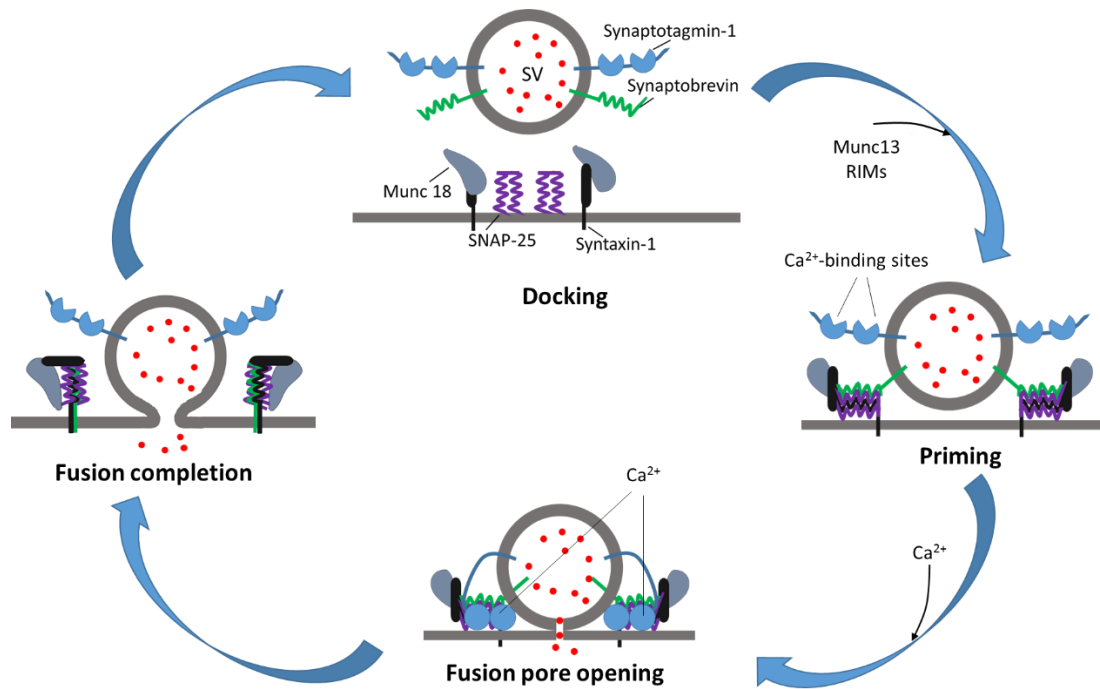 Synaptotagmin-1
SV
Synaptobrevin
Munc13
RIMs
Munc 18
SNAP-25
Syntaxin-1
Docking
Ca²⁺-binding sites
Priming
Fusion completion
Ca²⁺
Ca²⁺
Fusion pore opening